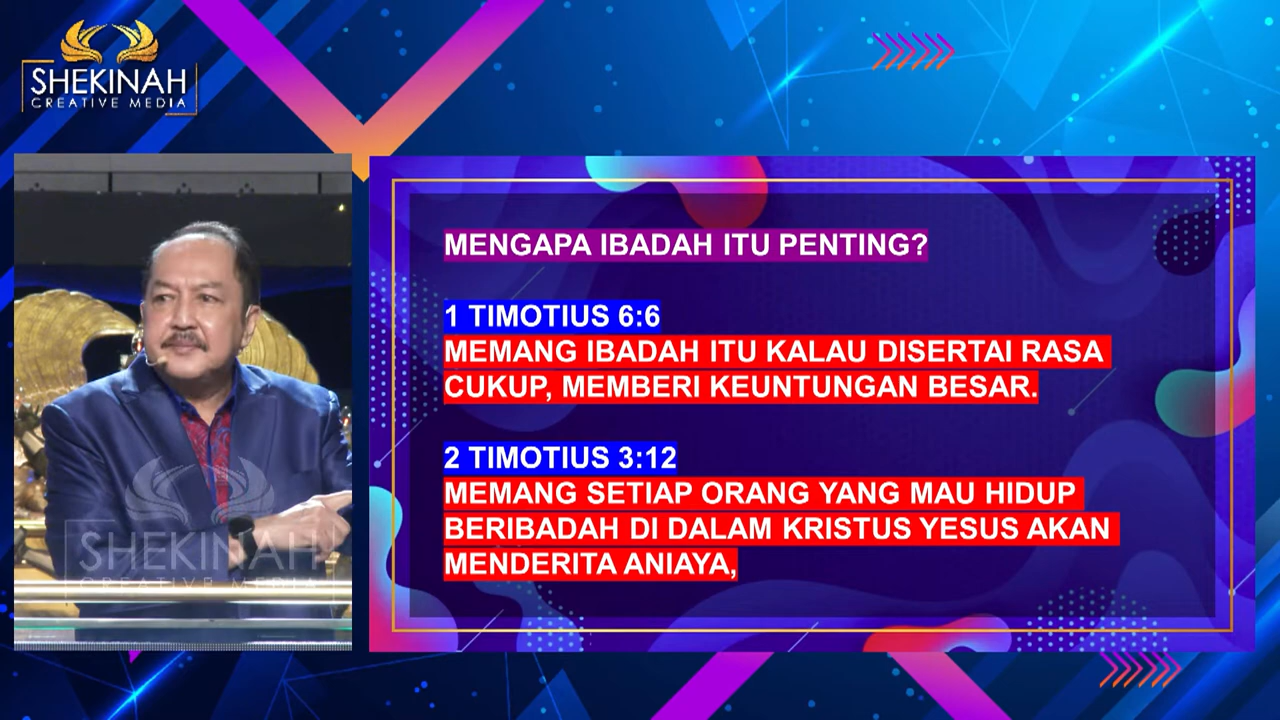 SHEKINAH
CREATIVE MEDIA
MENGAPA IBADAH ITU PENTING?
1 TIMOTIUS 6:6
MEMANG IBADAH ITU KALAU DISERTAI RASA
CUKUP, MEMBERI KEUNTUNGAN BESAR.
2 TIMOTIUS 3:12
MEMANG SETIAP ORANG YANG MAU HIDUP
BERIBADAH DI DALAM KRISTUS YESUS AKAN
MENDERITA ANIAYA,
SHEKINAH
CREATIVE MEDIA